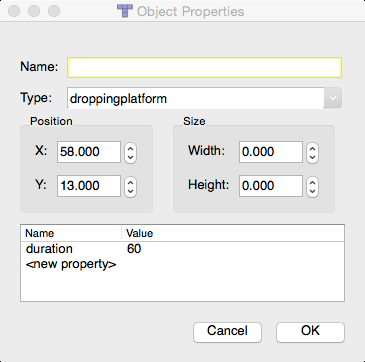 Object Properties
Name:
Type: droppingplatform
Position Size
X: 58.000 Width: 0.000
Y: 13.000 Height: 0.000
Name Value
duration 60
<new property>
Cancel OK